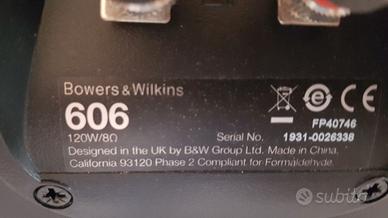 Bowers & Wilkins
606
FP40746
120W/8Ω
Serial No. 1931-0026338
Designed in the UK by B&W Group Ltd. Made in China.
California 93120 Phase 2 Compliant for Formaldehyde.
subito